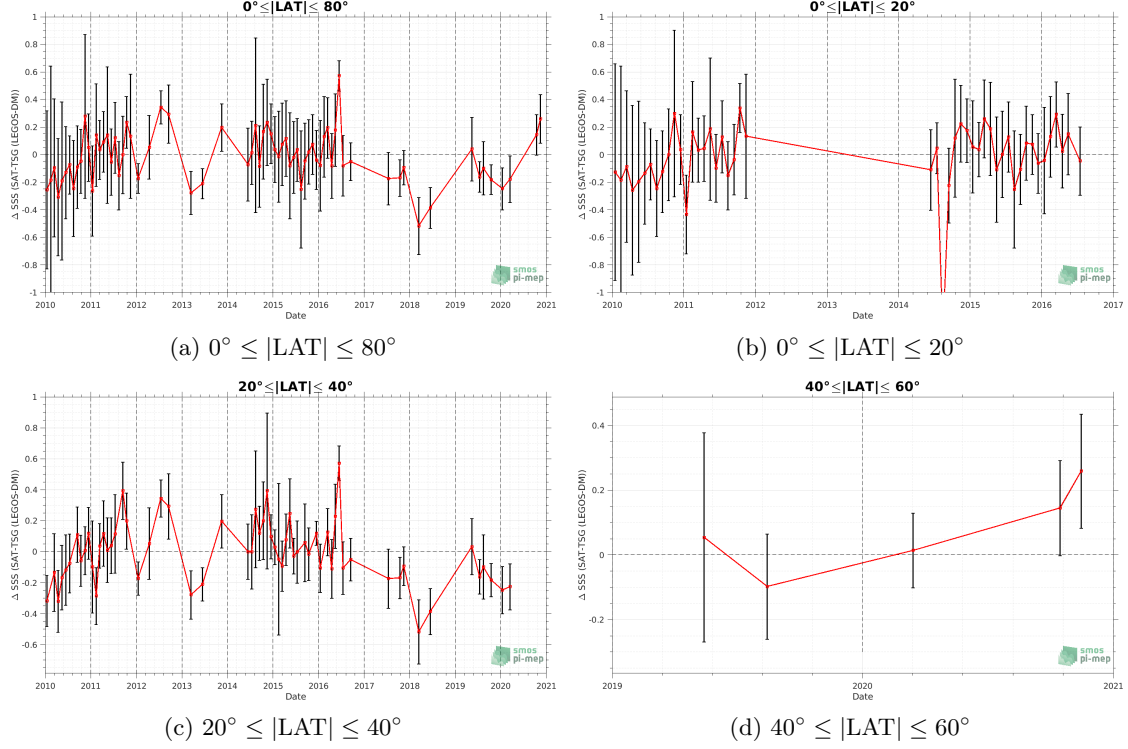 0°≤|LAT|≤ 80°
1
0.8
0.6
0.4
0.2
0
-0.2
-0.4
-0.6
-0.8
-1
Δ SSS (SAT-TSG (LEGOS-DM))
2010 2011 2012 2013 2014 2015 2016 2017 2018 2019 2020 2021
Date
smos
pi-mep
(a) 0° ≤ |LAT| ≤ 80°
0°≤|LAT|≤ 20°
1
0.8
0.6
0.4
0.2
0
-0.2
-0.4
-0.6
-0.8
-1
Δ SSS (SAT-TSG (LEGOS-DM))
2010 2011 2012 2013 2014 2015 2016 2017
Date
smos
pi-mep
(b) 0° ≤ |LAT| ≤ 20°
20°≤|LAT|≤ 40°
1
0.8
0.6
0.4
0.2
0
-0.2
-0.4
-0.6
Δ SSS (SAT-TSG (LEGOS-DM))
2010 2011 2012 2013 2014 2015 2016 2017 2018 2019 2020 2021
Date
smos
pi-mep
(c) 20° ≤ |LAT| ≤ 40°
40°≤|LAT|≤ 60°
0.4
0.2
0
-0.2
Δ SSS (SAT-TSG (LEGOS-DM))
2019 2020 2021
Date
smos
pi-mep
(d) 40° ≤ |LAT| ≤ 60°